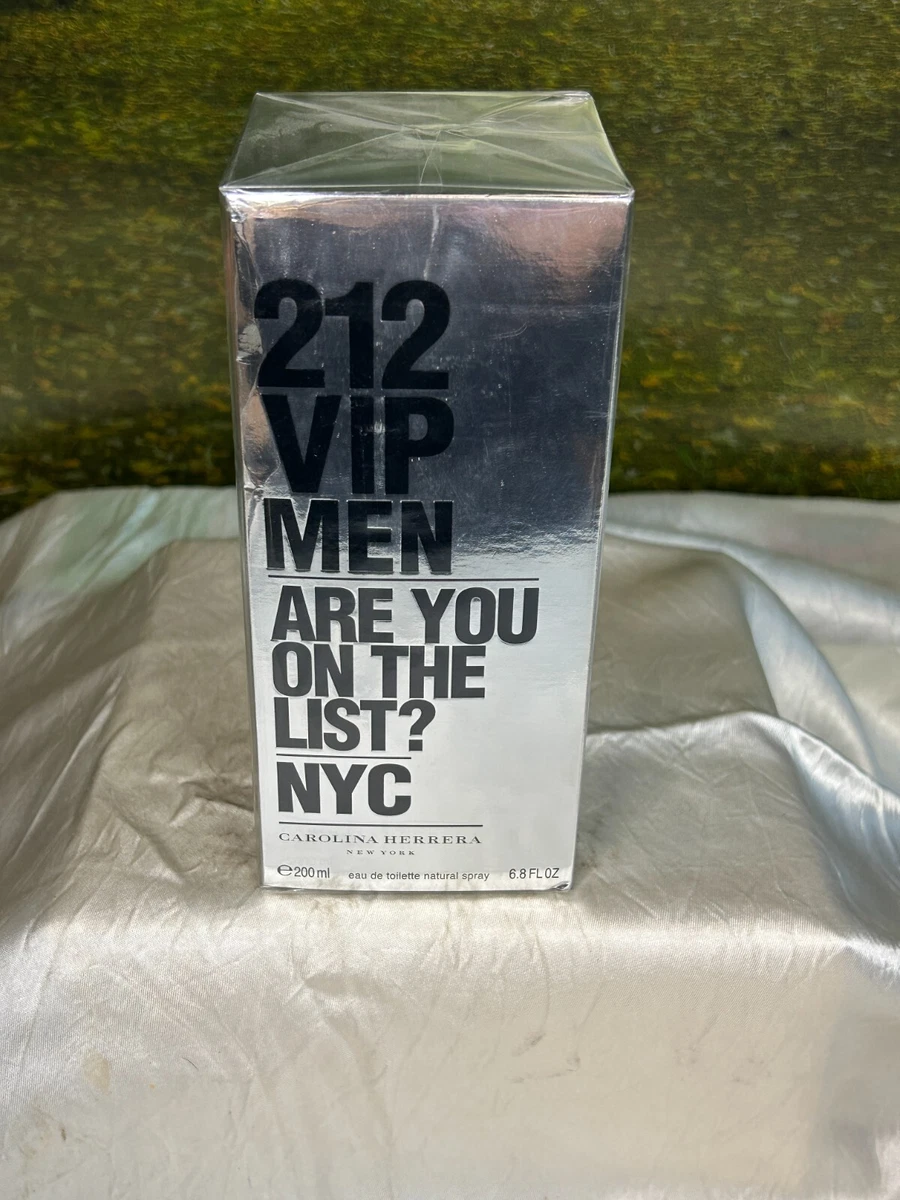 212
VIP
MEN
ARE YOU
ON THE
LIST?
NYC
CAROLINA HERRERA
NEW YORK
℮200 ml eau de toilette natural spray 6.8 FL OZ